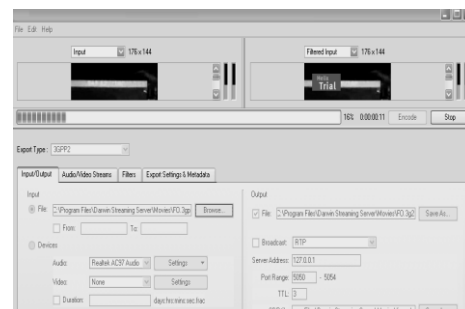 File Edit Help
Input 176 x 144
Filtered Input 176 x 144
Trial
16% 0:00:00:11 Encode Stop
Export Type: 3GPP2
Input/Output Audio/Video Streams Filters Export Settings & Metadata
Input
File: C:\Program Files\Darwin Streaming Server\Movies\FO.3gp Browse...
From: To:
Devices
Audio: Realtek AC97 Audio Settings
Video: None Settings
Duration: days:hrs:mins:sec.frac
Output
File: C:\Program Files\Darwin Streaming Server\Movies\FO.3g2 Save As...
Broadcast: RTP
Server Address: 127.0.0.1
Port Range: 5050 - 5054
TTL: 3